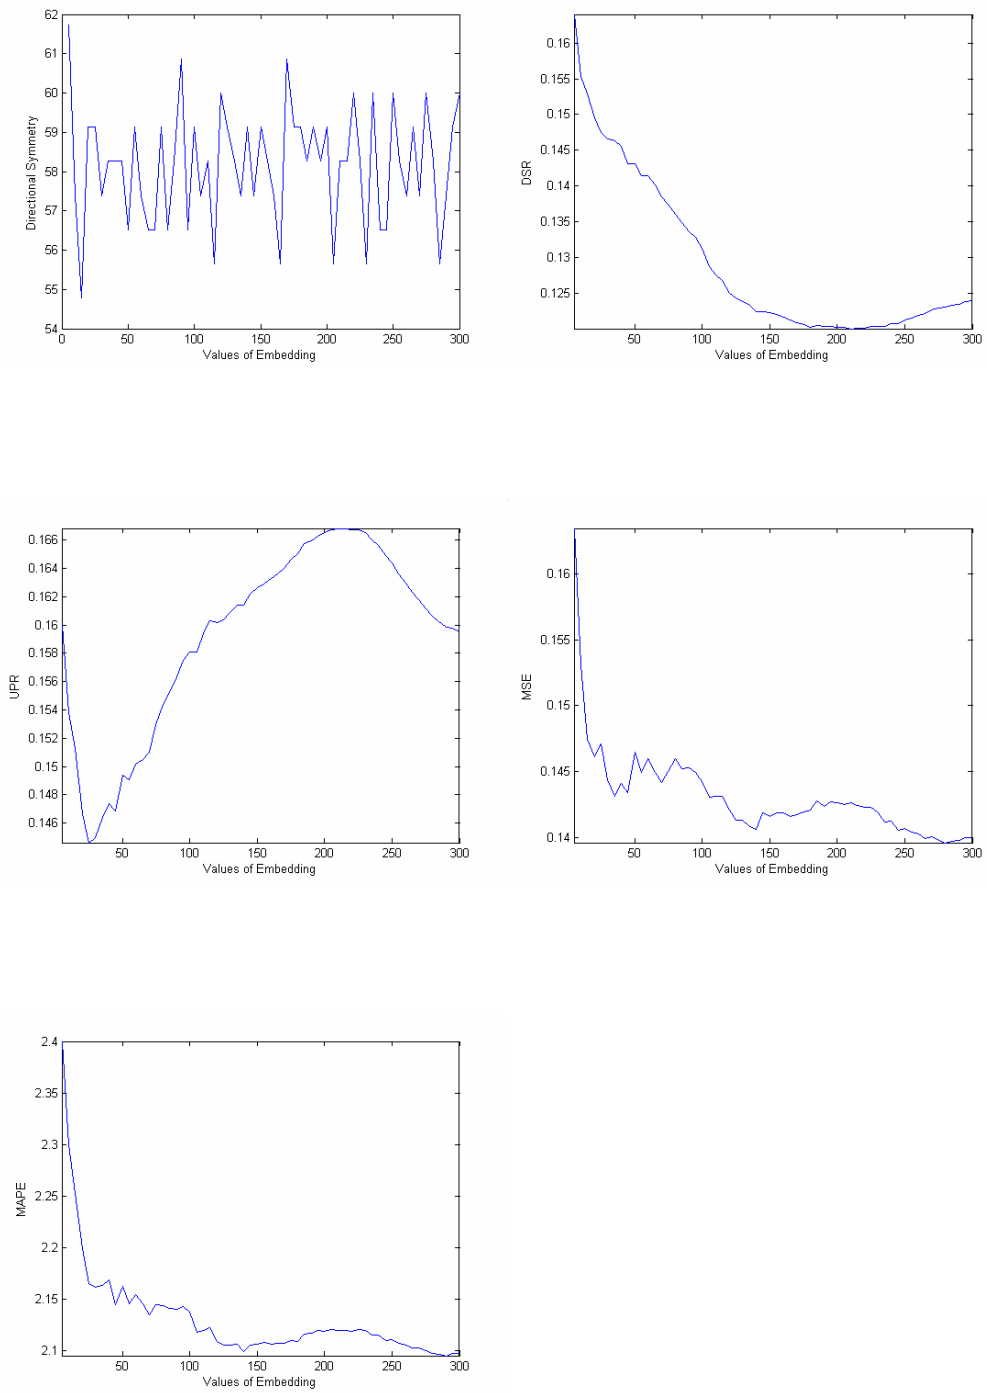 62
61
60
59
58
57
56
55
54
Directional Symmetry
0 50 100 150 200 250 300
Values of Embedding
0.16
0.155
0.15
0.145
0.14
0.135
0.13
0.125
DSR
50 100 150 200 250 300
Values of Embedding
0.166
0.164
0.162
0.16
0.158
0.156
0.154
0.152
0.15
0.148
0.146
UPR
50 100 150 200 250 300
Values of Embedding
0.16
0.155
0.15
0.145
0.14
MSE
50 100 150 200 250 300
Values of Embedding
2.4
2.35
2.3
2.25
2.2
2.15
2.1
MAPE
50 100 150 200 250 300
Values of Embedding